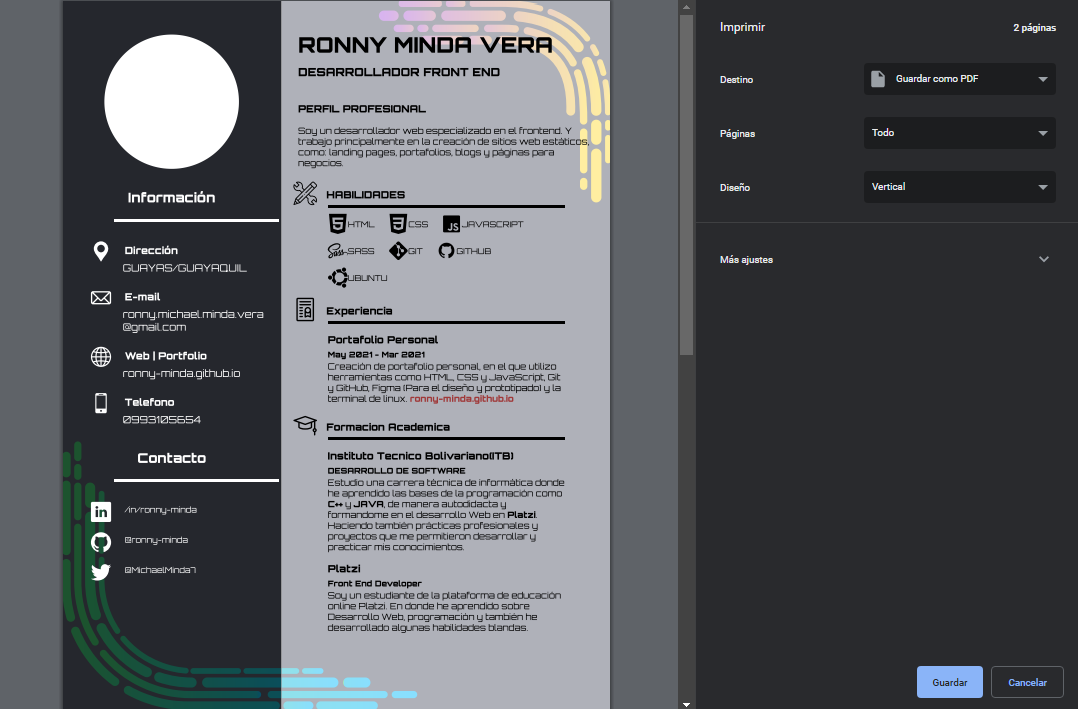 Información
Dirección
GUAYAS/GUAYAQUIL
E-mail
ronny.michael.minda.vera
@gmail.com
Web | Portfolio
ronny-minda.github.io
Telefono
0993105654
Contacto
in
/in/ronny-minda
@ronny-minda
@MichaelMinda7
RONNY MINDA VERA
DESARROLLADOR FRONT END
PERFIL PROFESIONAL
Soy un desarrollador web especializado en el frontend. Y
trabajo principalmente en la creación de sitios web estáticos,
como: landing pages, portafolios, blogs y páginas para
negocios.
HABILIDADES
HTML CSS JS JAVASCRIPT
Sass SASS GIT GITHUB
UBUNTU
Experiencia
Portafolio Personal
May 2021 - Mar 2021
Creación de portafolio personal, en el que utilizo
herramientas como HTML, CSS y JavaScript, Git
y GitHub, Figma (Para el diseño y prototipado) y la
terminal de linux. ronny-minda.github.io
Formacion Academica
Instituto Tecnico Bolivariano(ITB)
DESARROLLO DE SOFTWARE
Estudio una carrera técnica de informática donde
he aprendido las bases de la programación como
C++ y JAVA, de manera autodidacta y
formandome en el desarrollo Web en Platzi.
Haciendo también prácticas profesionales y
proyectos que me permitieron desarrollar y
practicar mis conocimientos.
Platzi
Front End Developer
Soy un estudiante de la plataforma de educación
online Platzi. En donde he aprendido sobre
Desarrollo Web, programación y también he
desarrollado algunas habilidades blandas.
Imprimir 2 páginas
Destino Guardar como PDF
Páginas Todo
Diseño Vertical
Más ajustes
Guardar Cancelar